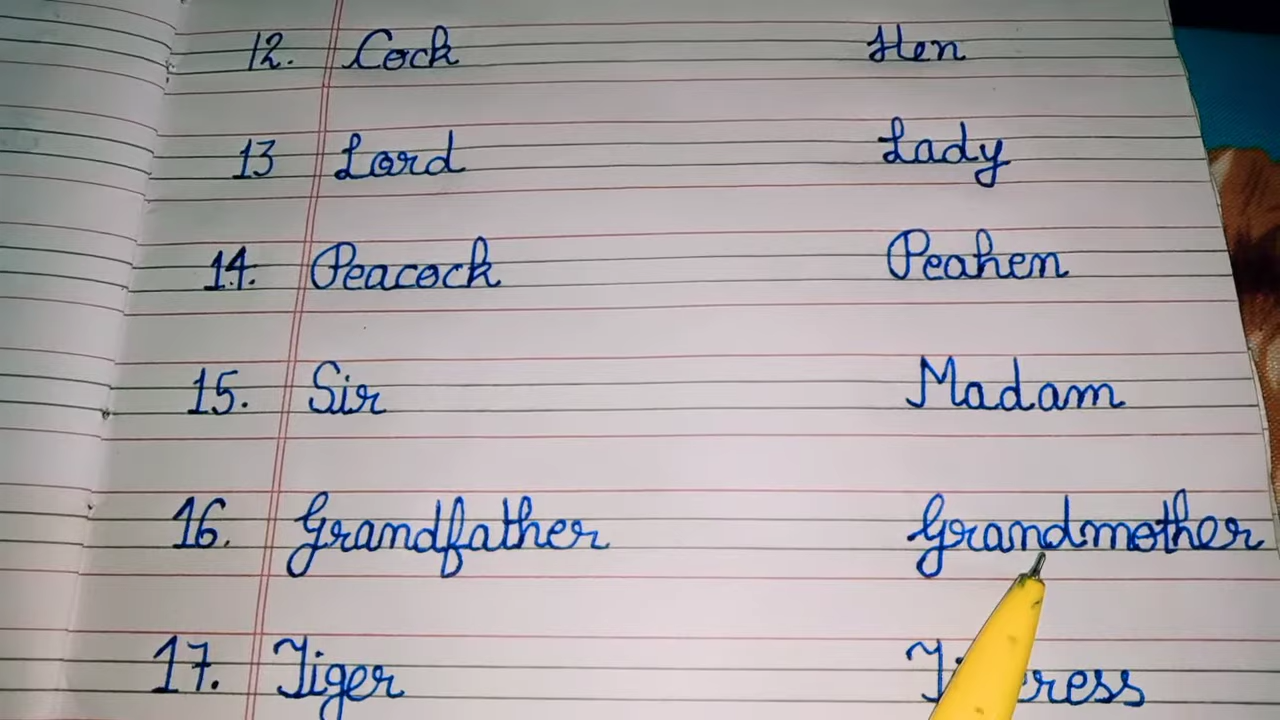 12. Cock Hen
13 Lord Lady
14. Peacock Peahen
15. Sir Madam
16. Grandfather Grandmother
17. Tiger